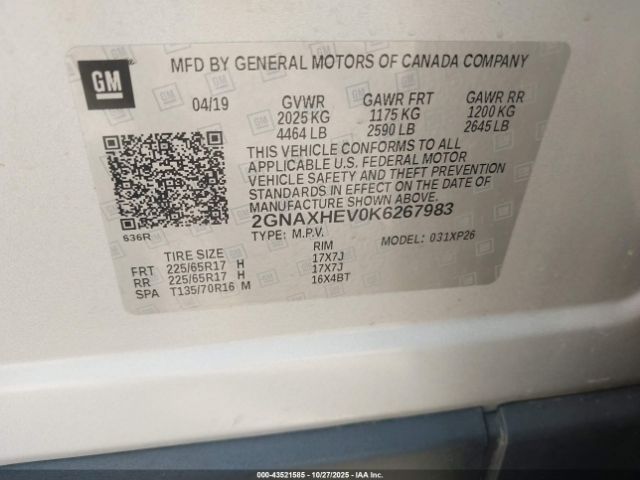 GM
MFD BY GENERAL MOTORS OF CANADA COMPANY
04/19 GVWR GAWR FRT GAWR RR
2025 KG 1175 KG 1200 KG
4464 LB 2590 LB 2645 LB
THIS VEHICLE CONFORMS TO ALL
APPLICABLE U.S. FEDERAL MOTOR
VEHICLE SAFETY AND THEFT PREVENTION
STANDARDS IN EFFECT ON THE DATE OF
MANUFACTURE SHOWN ABOVE.
2GNAXHEV0K6267983
636R
TYPE: M.P.V. MODEL: 031XP26
TIRE SIZE RIM
FRT 225/65R17 H 17X7J
RR 225/65R17 H 17X7J
SPA T135/70R16 M 16X4BT
2000-43521585 | 10/27/2025 | IAA, Inc. OK